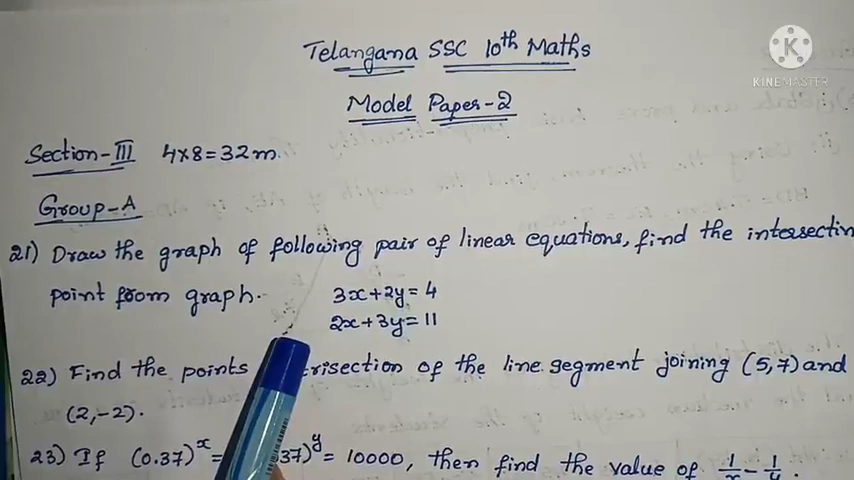 Telangana SSC 10th Maths
KINEMASTER
Model Paper-2
Section-III 4x8=32m.
Group-A
21) Draw the graph of following pair of linear equations, find the intersectin
point from graph. 3x+2y=4
2x+3y=11
22) Find the points of the line segment joining (5,7) and
(2,-2).
23) If (0.37)^x = 37)^y = 10000, then find the value of 1/x - 1/y.